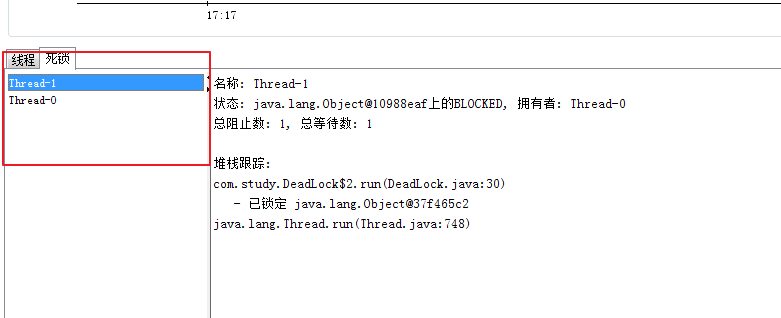 17:17
线程 死锁
Thread-1
Thread-0
名称: Thread-1
状态: java.lang.Object@10988eaf上的BLOCKED, 拥有者: Thread-0
总阻止数: 1, 总等待数: 1
堆栈跟踪:
com.study.DeadLock$2.run(DeadLock.java:30)
- 已锁定 java.lang.Object@37f465c2
java.lang.Thread.run(Thread.java:748)